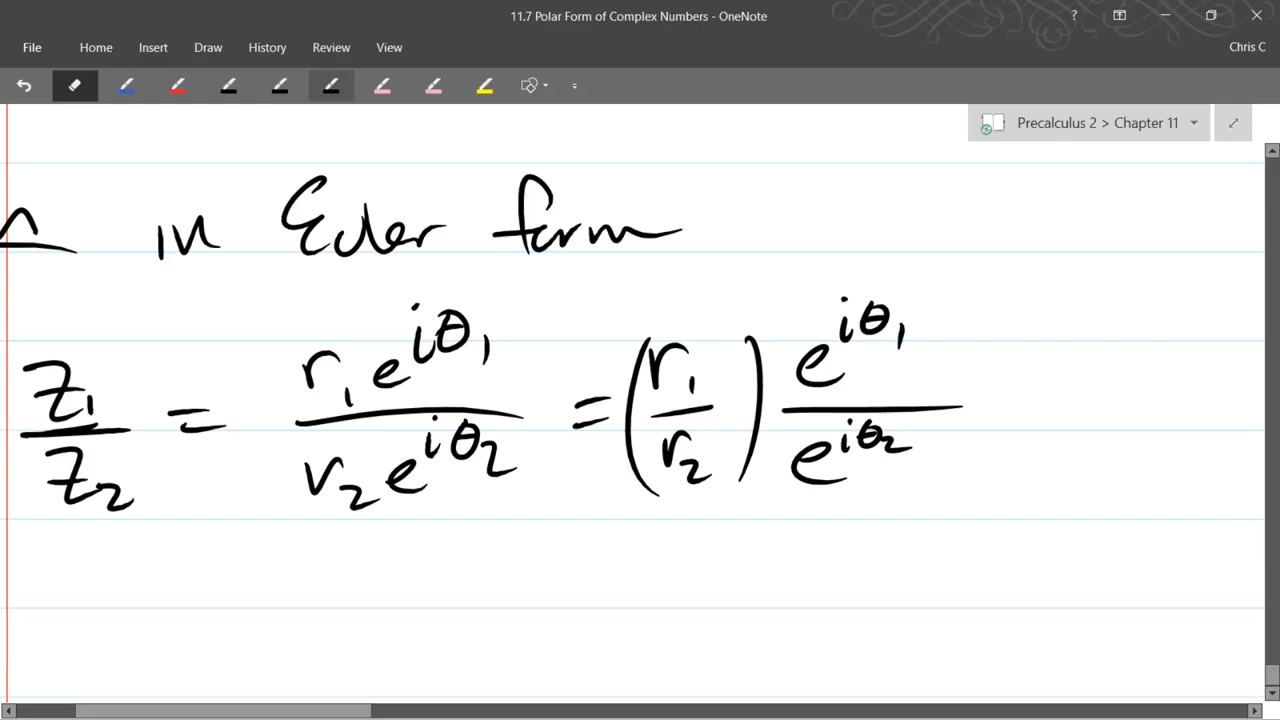 11.7 Polar Form of Complex Numbers - OneNote
?
File Home Insert Draw History Review View
Chris C
Precalculus 2 > Chapter 11
in Euler form
z₁/z₂ = r₁e^{iθ₁}/r₂e^{iθ₂} = (r₁/r₂) e^{iθ₁}/e^{iθ₂}